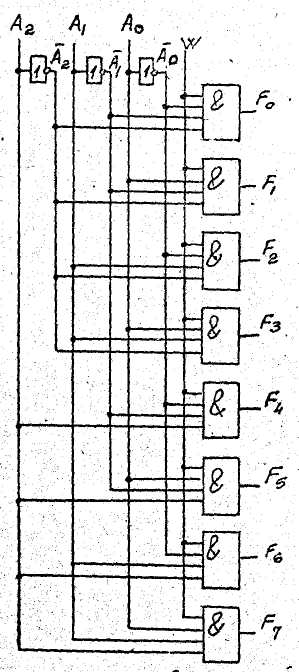 A₂ A₁ A₀ W
1 Ā₂ 1 Ā₁ 1 Ā₀
& F₀
& F₁
& F₂
& F₃
& F₄
& F₅
& F₆
& F₇